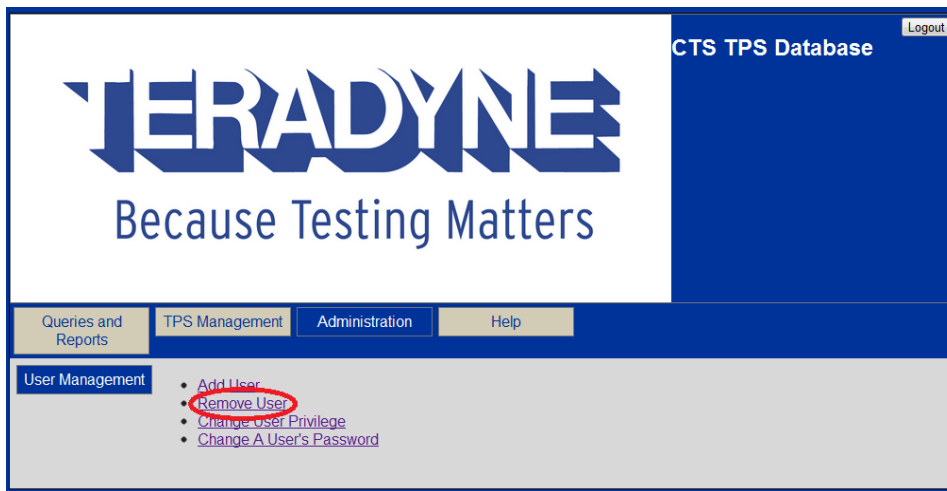 Logout
CTS TPS Database
TERADYNE
Because Testing Matters
Queries and
Reports
TPS Management
Administration
Help
User Management
Add User
Remove User
Change User Privilege
Change A User's Password